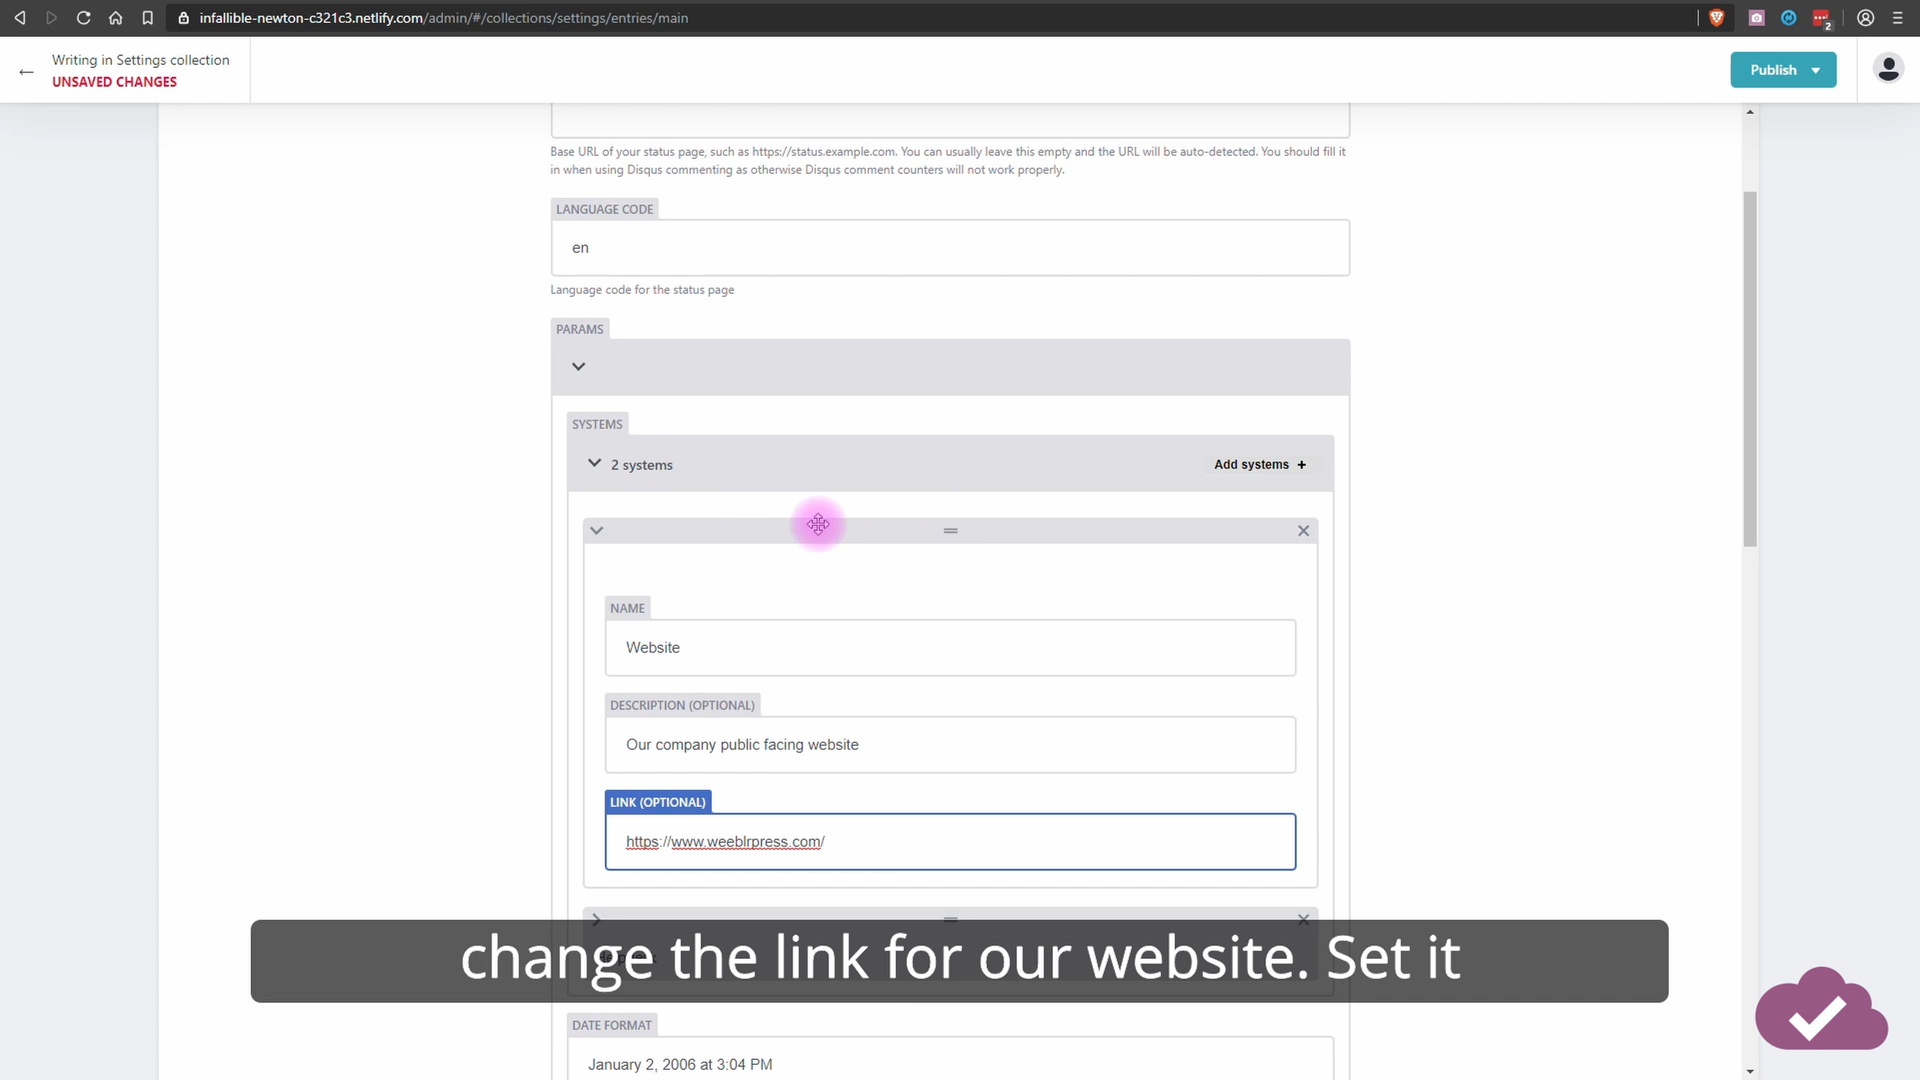 infallible-newton-c321c3.netlify.com/admin/#/collections/settings/entries/main
2
Writing in Settings collection
UNSAVED CHANGES
Publish
Base URL of your status page, such as https://status.example.com. You can usually leave this empty and the URL will be auto-detected. You should fill it
in when using Disqus commenting as otherwise Disqus comment counters will not work properly.
LANGUAGE CODE
en
Language code for the status page
PARAMS
SYSTEMS
2 systems
Add systems +
NAME
Website
DESCRIPTION (OPTIONAL)
Our company public facing website
LINK (OPTIONAL)
https://www.weeblrpress.com/
change the link for our website. Set it
DATE FORMAT
January 2, 2006 at 3:04 PM